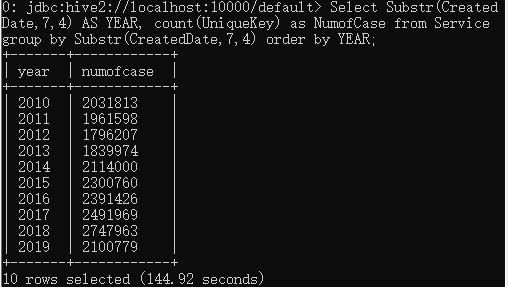 0: jdbc:hive2://localhost:10000/default> Select Substr(Created
Date,7,4) AS YEAR, count(UniqueKey) as NumofCase from Service
group by Substr(CreatedDate,7,4) order by YEAR;
+-------+------------+
| year | numofcase |
+-------+------------+
| 2010 | 2031813 |
| 2011 | 1961598 |
| 2012 | 1796207 |
| 2013 | 1839974 |
| 2014 | 2114000 |
| 2015 | 2300760 |
| 2016 | 2391426 |
| 2017 | 2491969 |
| 2018 | 2747963 |
| 2019 | 2100779 |
+-------+------------+
10 rows selected (144.92 seconds)